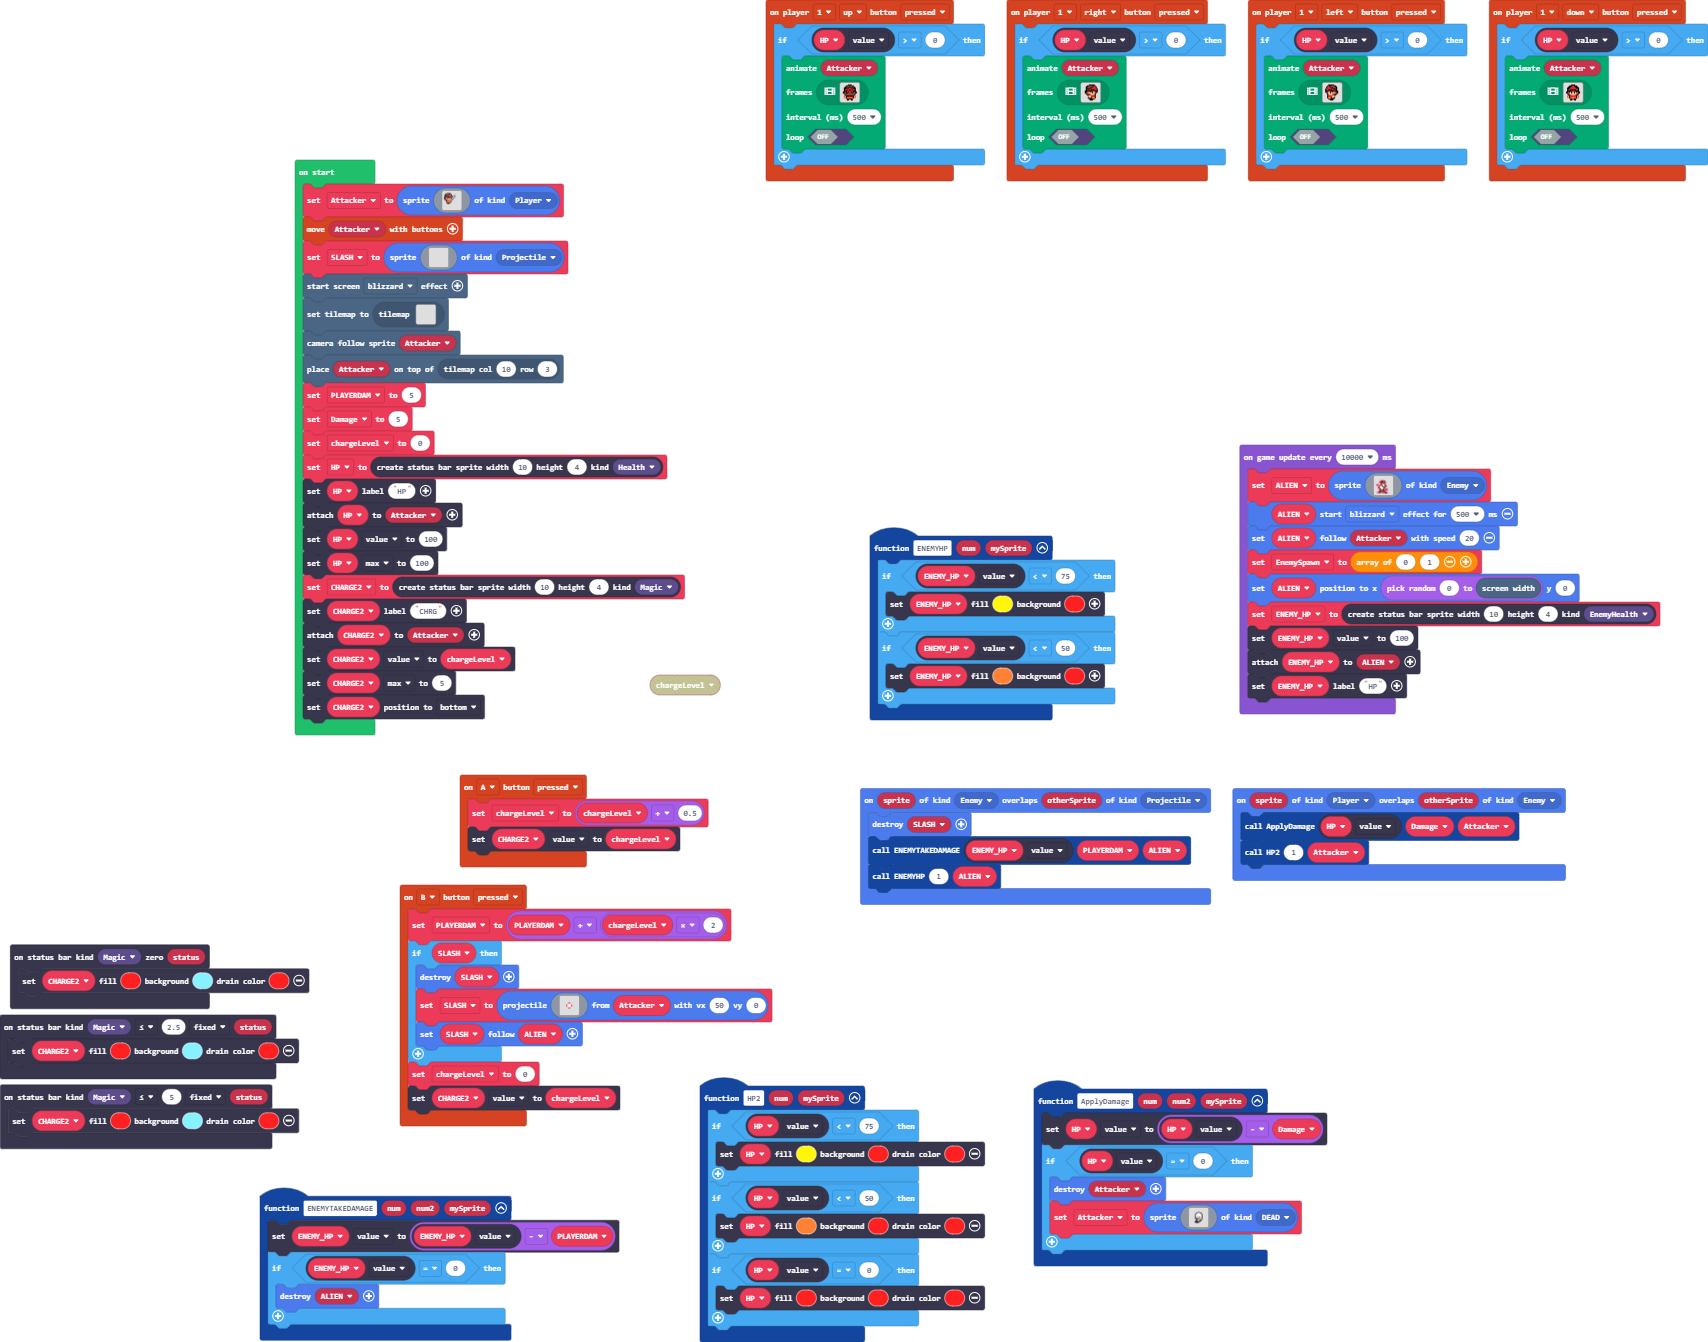 on player 1 up button pressed
if HP value > 0 then
animate Attacker
frames
interval (ms) 500
loop OFF
on player 1 right button pressed
if HP value > 0 then
animate Attacker
frames
interval (ms) 500
loop OFF
on player 1 left button pressed
if HP value > 0 then
animate Attacker
frames
interval (ms) 500
loop OFF
on player 1 down button pressed
if HP value > 0 then
animate Attacker
frames
interval (ms) 500
loop OFF
on start
set Attacker to sprite of kind Player
move Attacker with buttons
set SLASH to sprite of kind Projectile
start screen blizzard effect
set tilemap to tilemap
camera follow sprite Attacker
place Attacker on top of tilemap col 10 row 3
set PLAYERDAM to 5
set Damage to 5
set chargeLevel to 0
set HP to create status bar sprite width 10 height 4 kind Health
set HP label "HP"
attach HP to Attacker
set HP value to 100
set HP max to 100
set CHARGE2 to create status bar sprite width 10 height 4 kind Magic
set CHARGE2 label "CHRG"
attach CHARGE2 to Attacker
set CHARGE2 value to chargeLevel
set CHARGE2 max to 5
set CHARGE2 position to bottom
chargeLevel
function ENEMYHP num mySprite
if ENEMY_HP value < 75 then
set ENEMY_HP fill background
if ENEMY_HP value < 50 then
set ENEMY_HP fill background
on game update every 10000 ms
set ALIEN to sprite of kind Enemy
ALIEN start blizzard effect for 500 ms
set ALIEN follow Attacker with speed 20
set EnemySpawn to array of 0 1
set ALIEN position to x pick random 0 to screen width y 0
set ENEMY_HP to create status bar sprite width 10 height 4 kind EnemyHealth
set ENEMY_HP value to 100
attach ENEMY_HP to ALIEN
set ENEMY_HP label "HP"
on A button pressed
set chargeLevel to chargeLevel + 0.5
set CHARGE2 value to chargeLevel
on sprite of kind Enemy overlaps otherSprite of kind Projectile
destroy SLASH
call ENEMYTAKEDAMAGE ENEMY_HP value PLAYERDAM ALIEN
call ENEMYHP 1 ALIEN
on sprite of kind Player overlaps otherSprite of kind Enemy
call ApplyDamage HP value Damage Attacker
call HP2 1 Attacker
on B button pressed
set PLAYERDAM to PLAYERDAM + chargeLevel × 2
if SLASH then
destroy SLASH
set SLASH to projectile from Attacker with vx 50 vy 0
set SLASH follow ALIEN
set chargeLevel to 0
set CHARGE2 value to chargeLevel
on status bar kind Magic zero status
set CHARGE2 fill background drain color
on status bar kind Magic ≤ 2.5 fixed status
set CHARGE2 fill background drain color
on status bar kind Magic ≤ 5 fixed status
set CHARGE2 fill background drain color
function HP2 num mySprite
if HP value < 75 then
set HP fill background drain color
if HP value < 50 then
set HP fill background drain color
if HP value = 0 then
set HP fill background drain color
function ApplyDamage num num2 mySprite
set HP value to HP value - Damage
if HP value = 0 then
destroy Attacker
set Attacker to sprite of kind DEAD
function ENEMYTAKEDAMAGE num num2 mySprite
set ENEMY_HP value to ENEMY_HP value - PLAYERDAM
if ENEMY_HP value = 0 then
destroy ALIEN